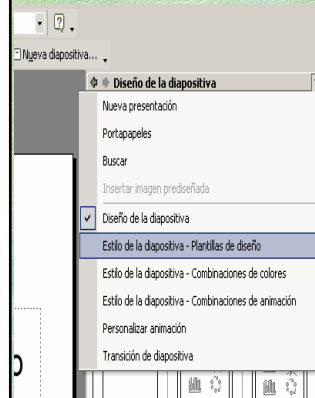 Nueva diapositiva...
Diseño de la diapositiva
Nueva presentación
Portapapeles
Buscar
Insertar imagen prediseñada
Diseño de la diapositiva
Estilo de la diapositiva - Plantillas de diseño
Estilo de la diapositiva - Combinaciones de colores
Estilo de la diapositiva - Combinaciones de animación
Personalizar animación
Transición de diapositiva